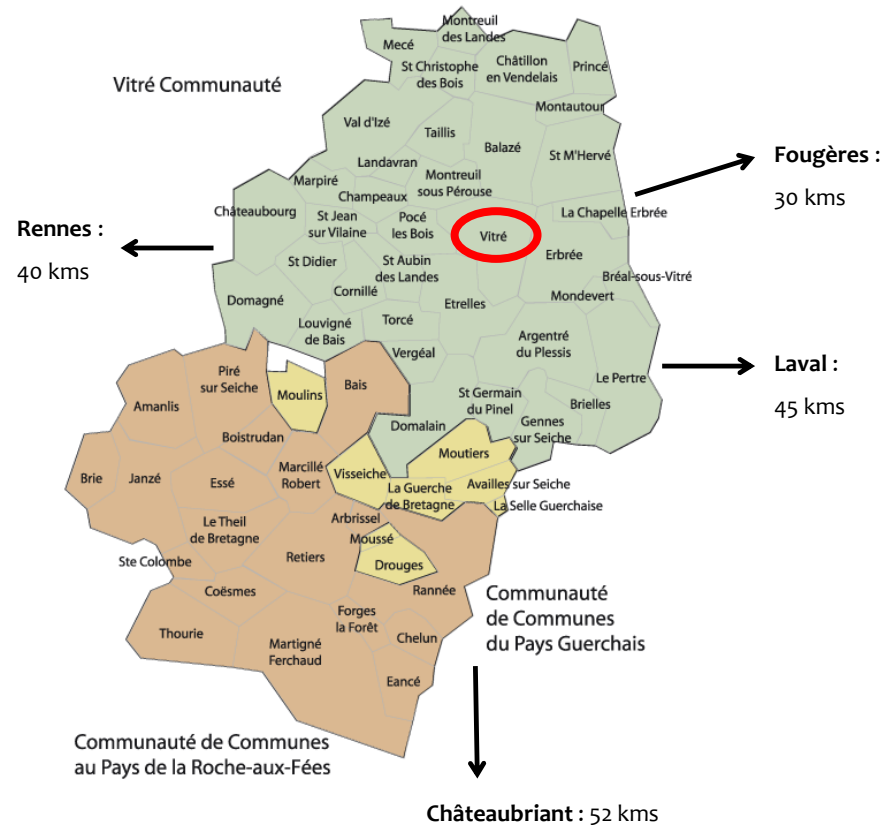 Montreuil
des Landes
Mecé
Vitré Communauté
St Christophe
des Bois
Châtillon
en Vendelais
Princé
Montautour
Val d'Izé
Taillis
Balazé
St M'Hervé
Fougères :
30 kms
Landavran
Marpiré
Champeaux
Montreuil
sous Pérouse
Châteaubourg
St Jean
sur Vilaine
Pocé
les Bois
Vitré
La Chapelle Erbrée
Rennes :
40 kms
St Didier
St Aubin
des Landes
Erbrée
Bréal-sous-Vitré
Domagné
Cornillé
Etrelles
Mondevert
Louvigné
de Bais
Torcé
Argentré
du Plessis
Vergéal
Laval :
45 kms
Le Pertre
Piré
sur Seiche
Moulins
Bais
St Germain
du Pinel
Brielles
Amanlis
Domalain
Gennes
sur Seiche
Boistrudan
Moutiers
Brie
Janzé
Essé
Marcillé
Robert
Visseiche
La Guerche
de Bretagne
Availles sur Seiche
La Selle Guerchaise
Le Theil
de Bretagne
Arbrissel
Moussé
Ste Colombe
Retiers
Drouges
Coësmes
Rannée
Communauté
de Communes
du Pays Guerchais
Forges
la Forêt
Thourie
Martigné
Ferchaud
Chelun
Eancé
Communauté de Communes
au Pays de la Roche-aux-Fées
Châteaubriant : 52 kms